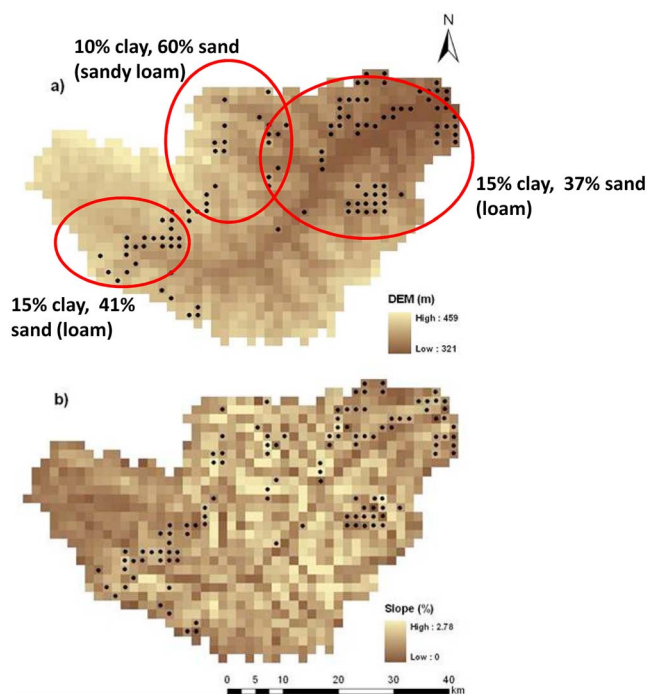 10% clay, 60% sand
(sandy loam)
N
a)
15% clay, 37% sand
(loam)
15% clay, 41%
sand (loam)
DEM (m)
High : 459
Low : 321
b)
Slope (%)
High : 2.78
Low : 0
0 10 20 30 40
km